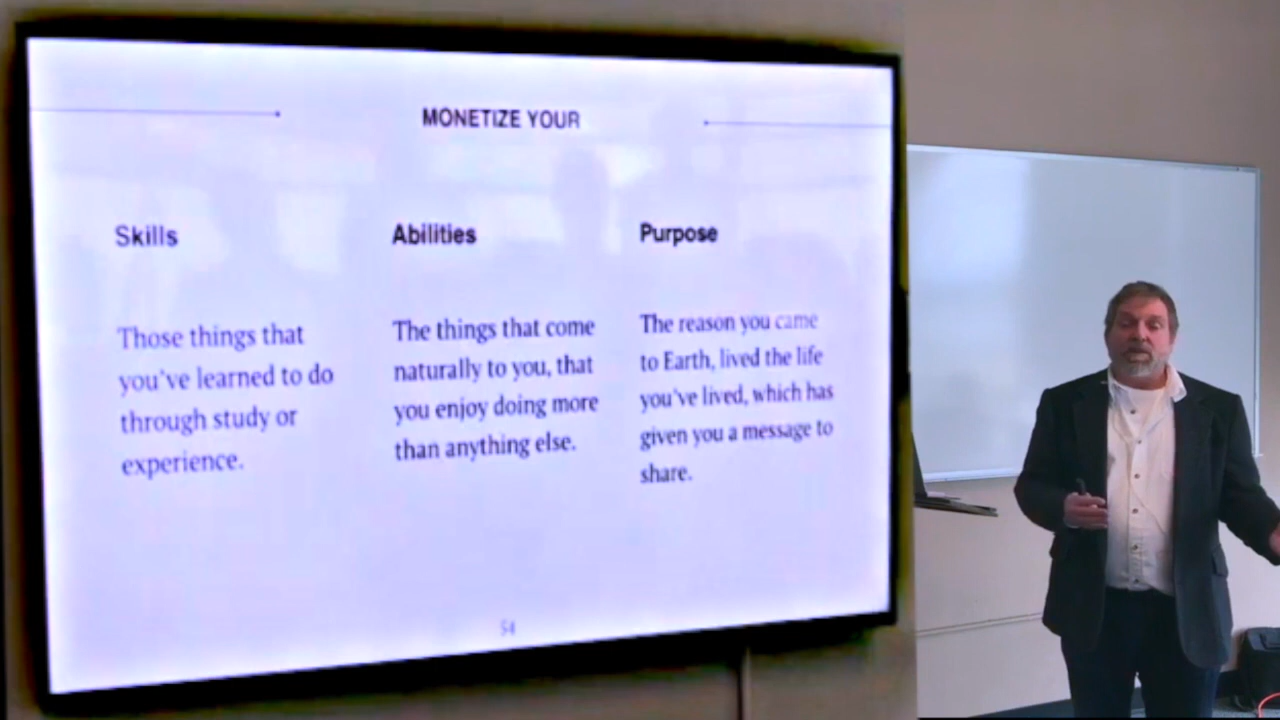 MONETIZE YOUR
Skills
Those things that
you've learned to do
through study or
experience.
Abilities
The things that come
naturally to you, that
you enjoy doing more
than anything else.
Purpose
The reason you came
to Earth, lived the life
you've lived, which has
given you a message to
share.
54